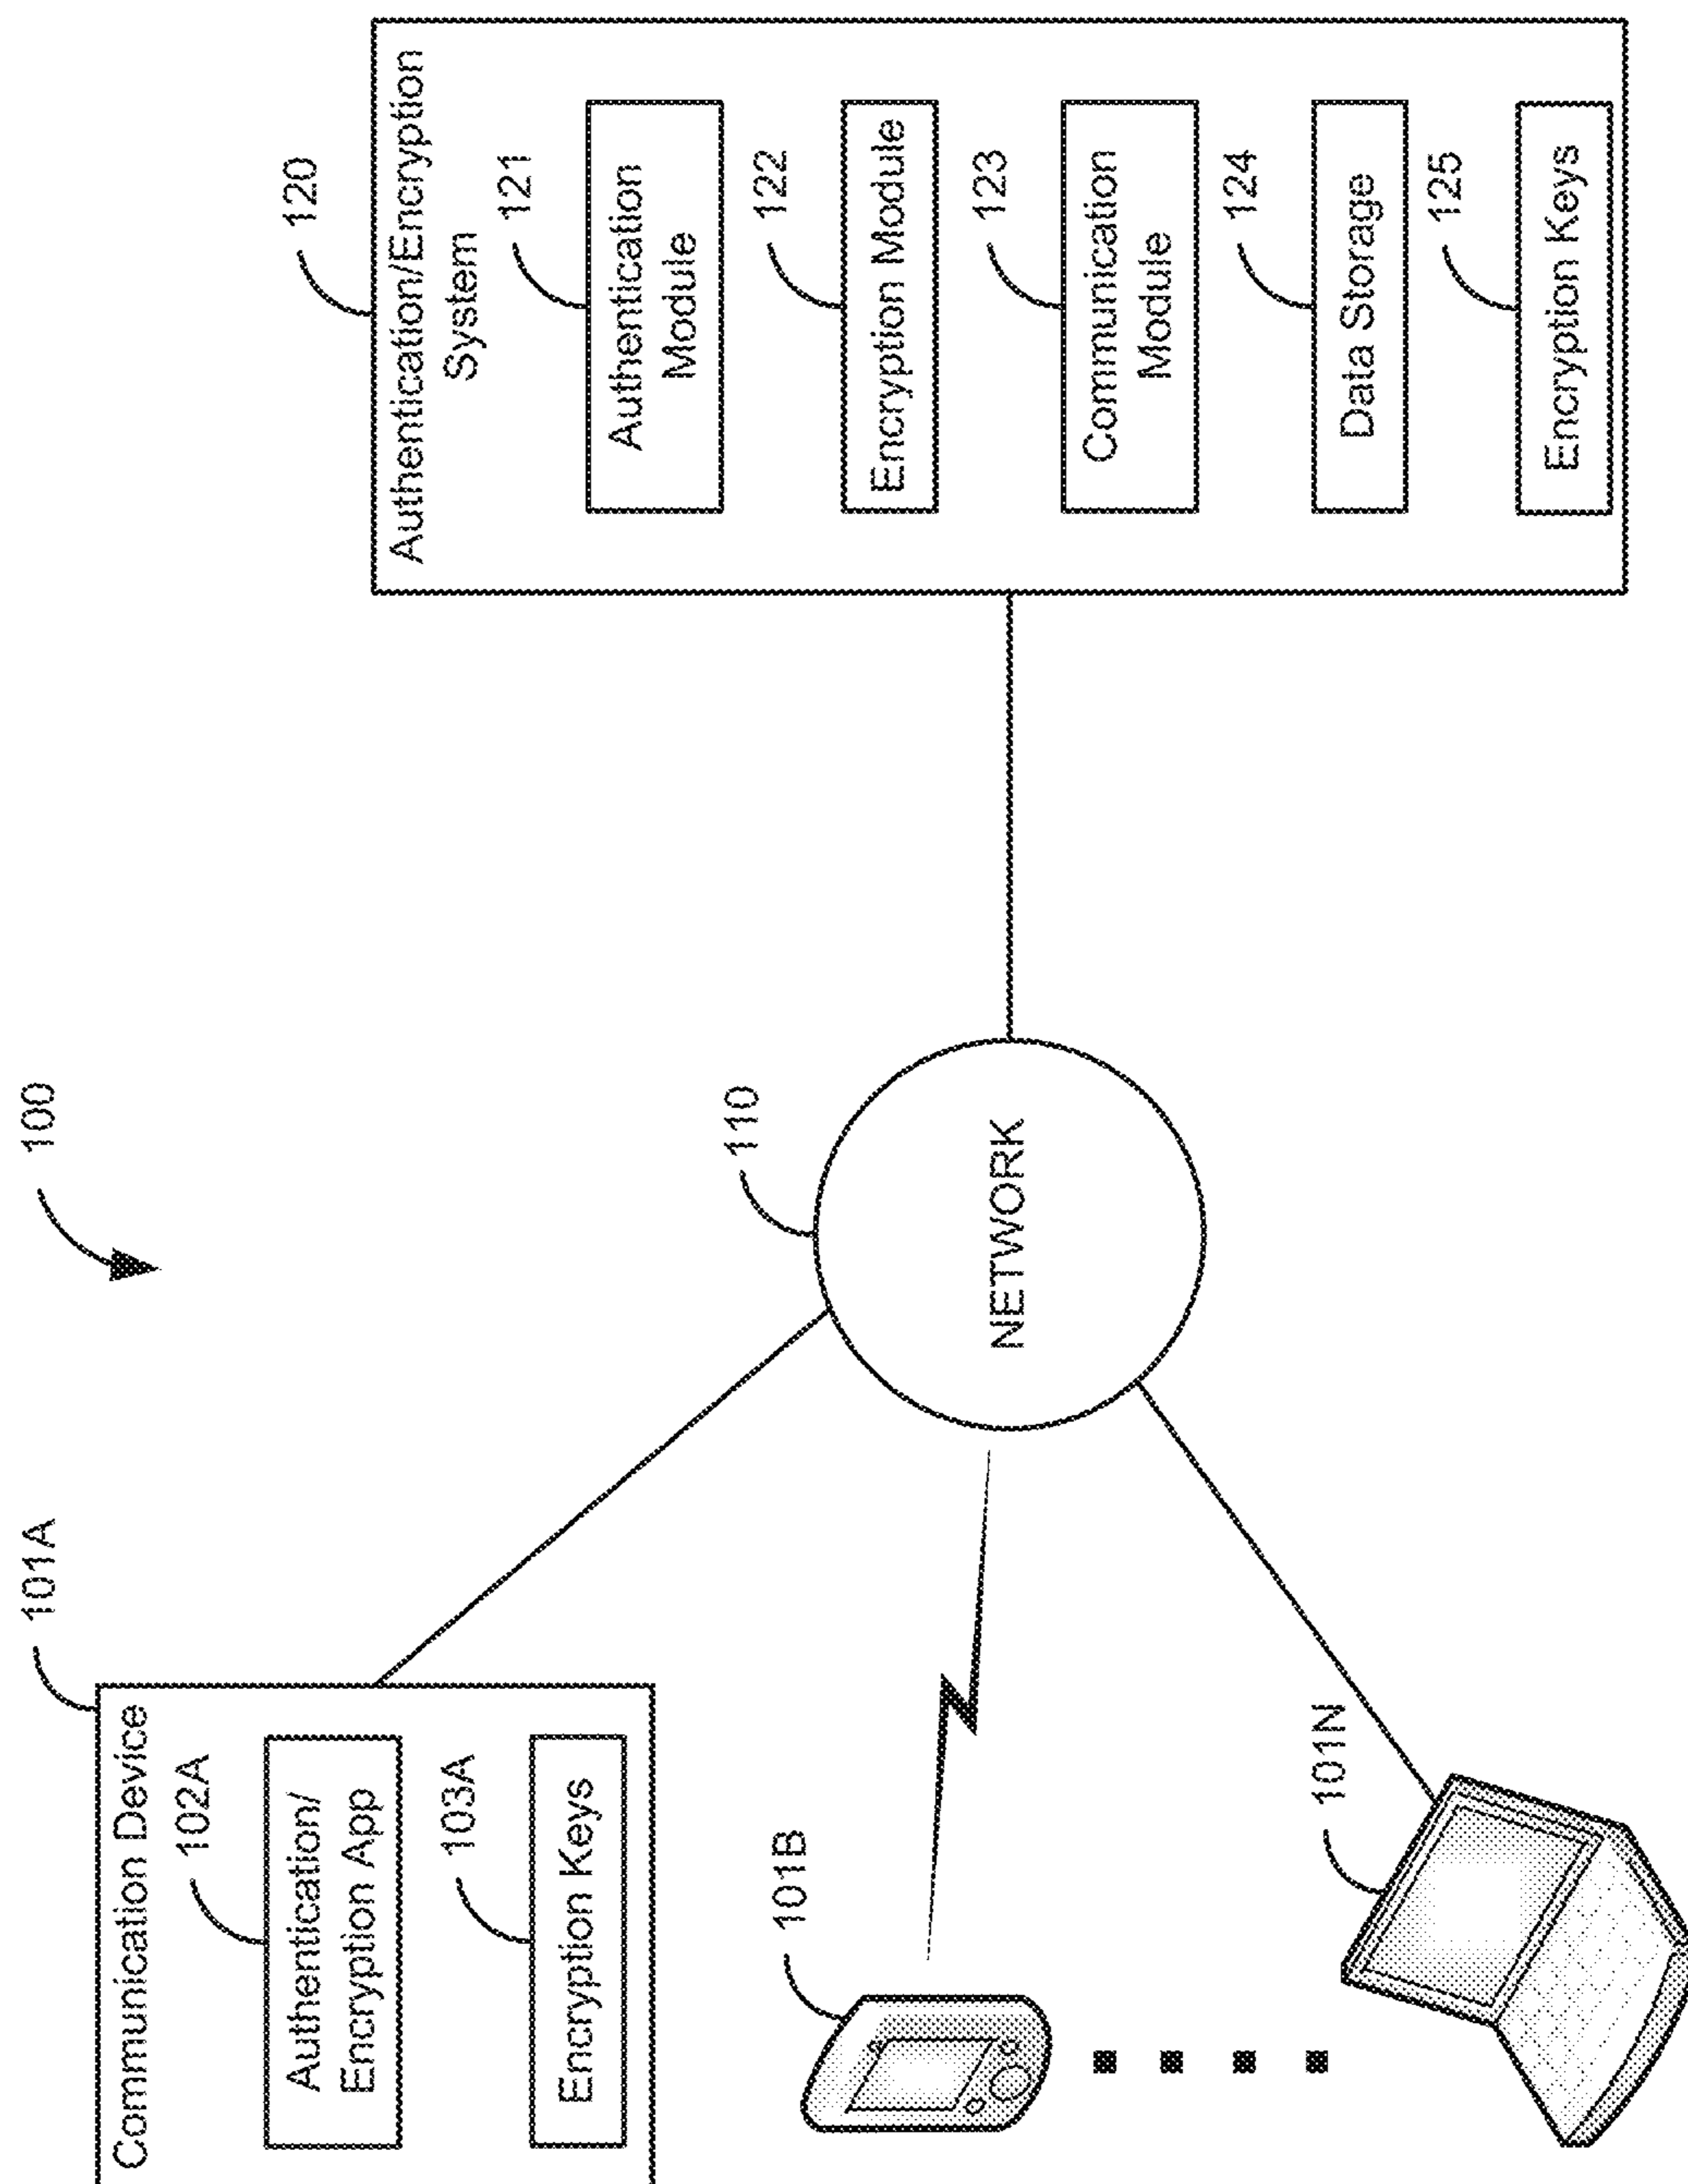 100
101A
Communication Device
102A
Authentication/
Encryption App
103A
Encryption Keys
101B
101N
110
NETWORK
120
Authentication/Encryption
System
121
Authentication
Module
122
Encryption Module
123
Communication
Module
124
Data Storage
125
Encryption Keys